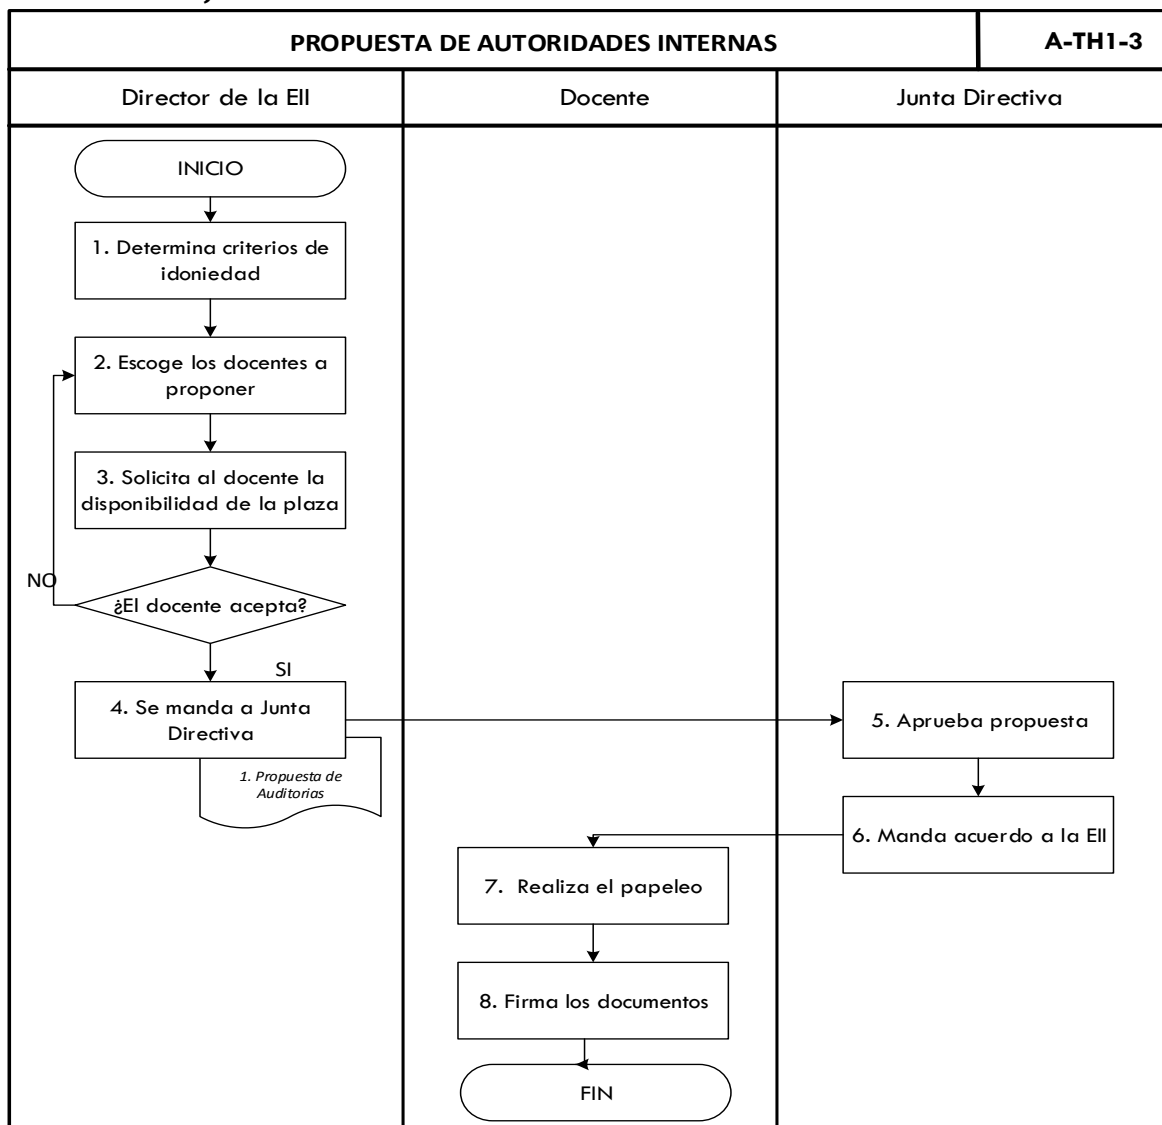 PROPUESTA DE AUTORIDADES INTERNAS
A-TH1-3
Director de la EII
Docente
Junta Directiva
INICIO
1. Determina criterios de
idoniedad
2. Escoge los docentes a
proponer
3. Solicita al docente la
disponibilidad de la plaza
NO
¿El docente acepta?
SI
4. Se manda a Junta
Directiva
1. Propuesta de
Auditorias
5. Aprueba propuesta
6. Manda acuerdo a la EII
7. Realiza el papeleo
8. Firma los documentos
FIN